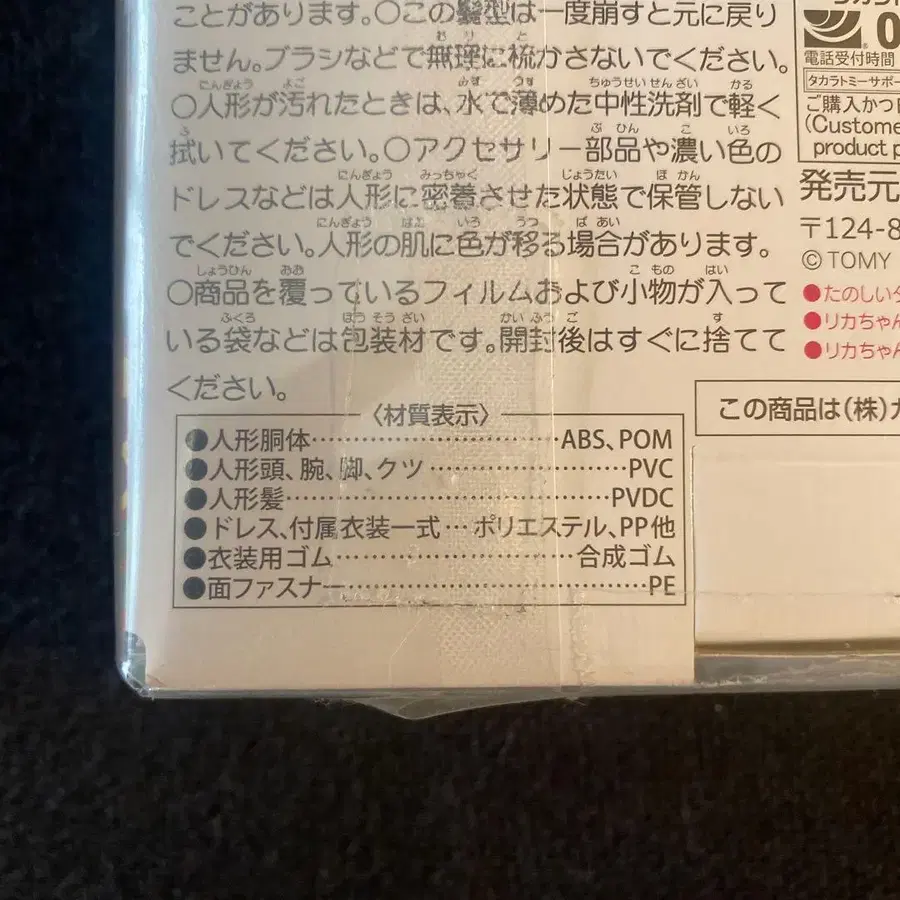 ことがあります。○この髪型は一度崩すと元に戻り
ません。ブラシなどで無理に梳かさないでください。
○人形が汚れたときは、水で薄めた中性洗剤で軽く
拭いてください。○アクセサリー部品や濃い色の
ドレスなどは人形に密着させた状態で保管しない
でください。人形の肌に色が移る場合があります。
○商品を覆っているフィルムおよび小物が入って
いる袋などは包装材です。開封後はすぐに捨てて
ください。
〈材質表示〉
●人形胴体…ABS、POM
●人形頭、腕、脚、クツ…PVC
●人形髪…PVDC
●ドレス、付属衣装一式…ポリエステル、PP他
●衣装用ゴム…合成ゴム
●面ファスナー…PE
0
電話受付時間
タカラトミーサポー
ご購入かつ
(Custome
product p
発売元
〒124-8
© TOMY
●たのしい
●リカちゃん
●リカちゃん
この商品は(株)